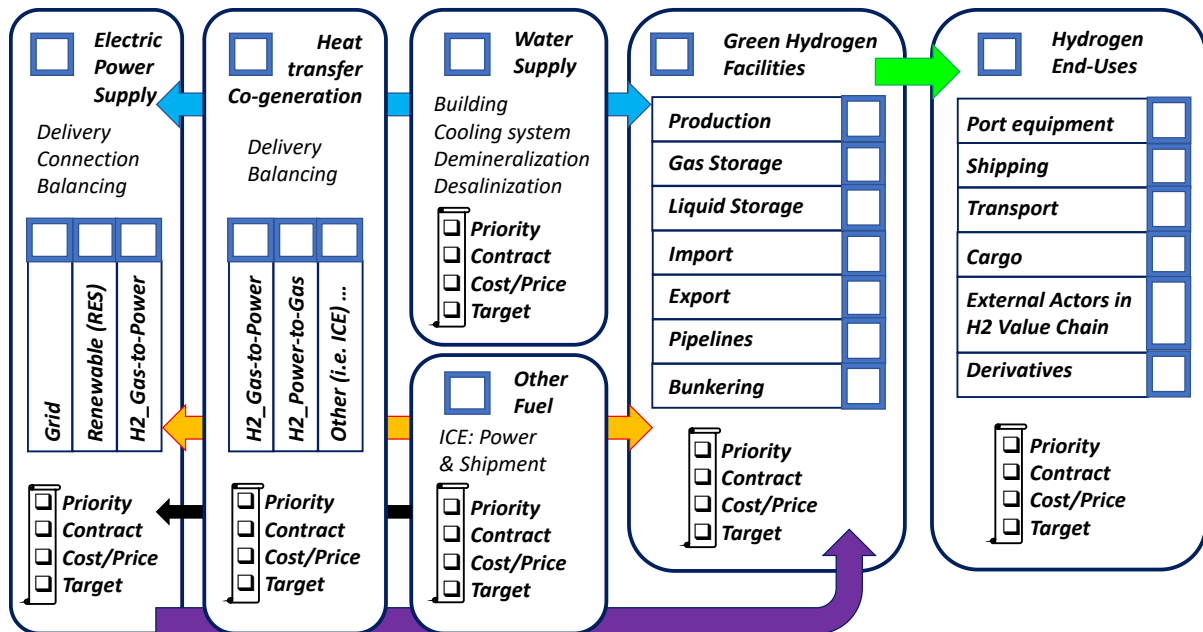 Electric
Power
Supply
Delivery
Connection
Balancing
Grid
Renewable (RES)
H2_Gas-to-Power
Priority
Contract
Cost/Price
Target
Heat
transfer
Co-generation
Delivery
Balancing
H2_Gas-to-Power
H2_Power-to-Gas
Other (i.e. ICE) ...
Priority
Contract
Cost/Price
Target
Water
Supply
Building
Cooling system
Demineralization
Desalinization
Priority
Contract
Cost/Price
Target
Other
Fuel
ICE: Power
& Shipment
Priority
Contract
Cost/Price
Target
Green Hydrogen
Facilities
Production
Gas Storage
Liquid Storage
Import
Export
Pipelines
Bunkering
Priority
Contract
Cost/Price
Target
Hydrogen
End-Uses
Port equipment
Shipping
Transport
Cargo
External Actors in
H2 Value Chain
Derivatives
Priority
Contract
Cost/Price
Target